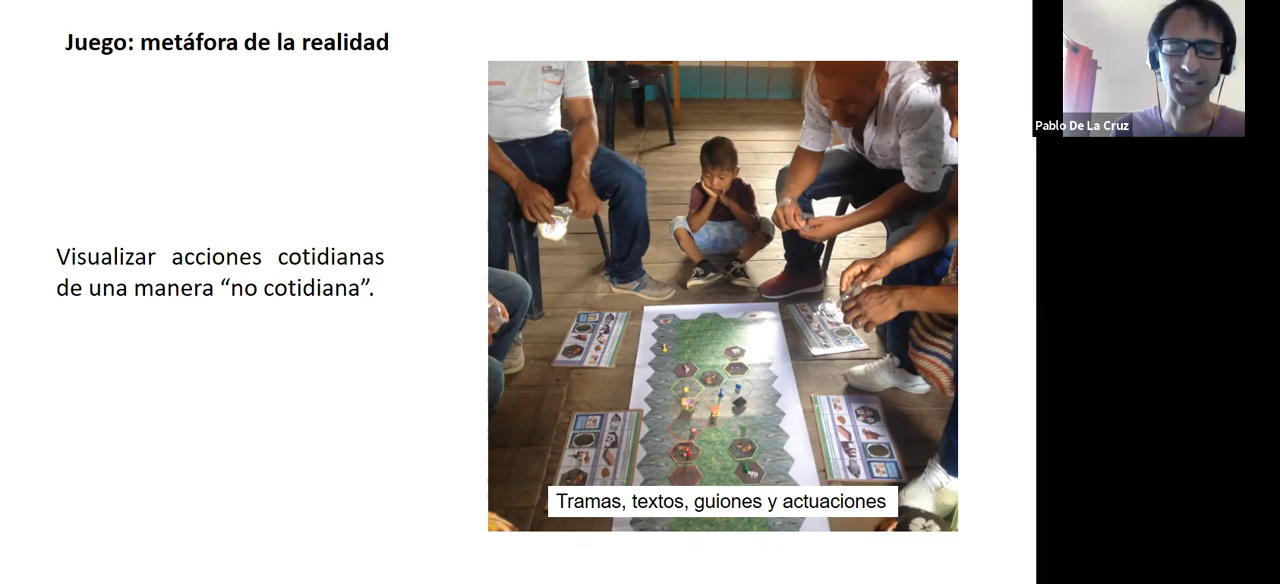 Juego: metáfora de la realidad
Pablo De La Cruz
Visualizar acciones cotidianas
de una manera “no cotidiana”.
Tramas, textos, guiones y actuaciones